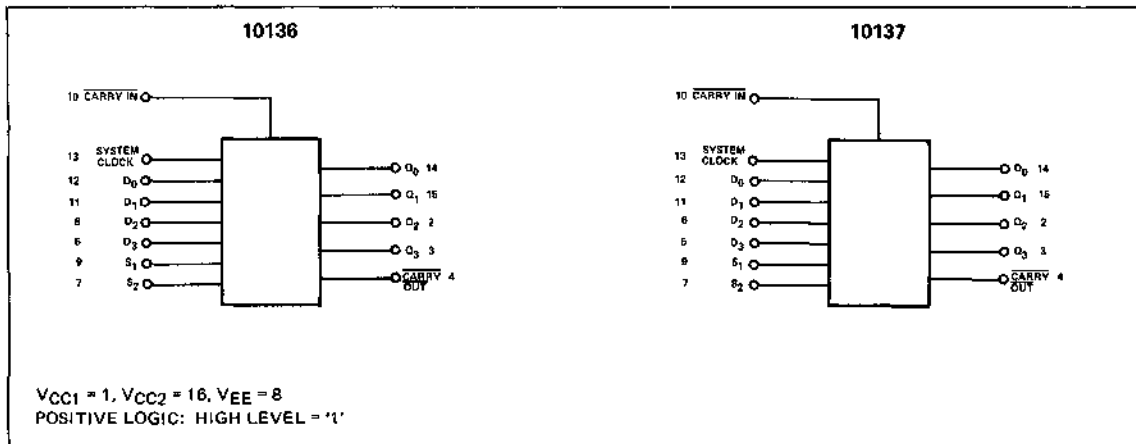 10136
10 CARRY IN
13 SYSTEM CLOCK
12 D0
11 D1
6 D2
5 D3
9 S1
7 S2
Q0 14
Q1 15
Q2 2
Q3 3
CARRY OUT 4
10137
10 CARRY IN
13 SYSTEM CLOCK
12 D0
11 D1
6 D2
5 D3
9 S1
7 S2
Q0 14
Q1 15
Q2 2
Q3 3
CARRY OUT 4
VCC1 = 1, VCC2 = 16, VEE = 8
POSITIVE LOGIC: HIGH LEVEL = '1'